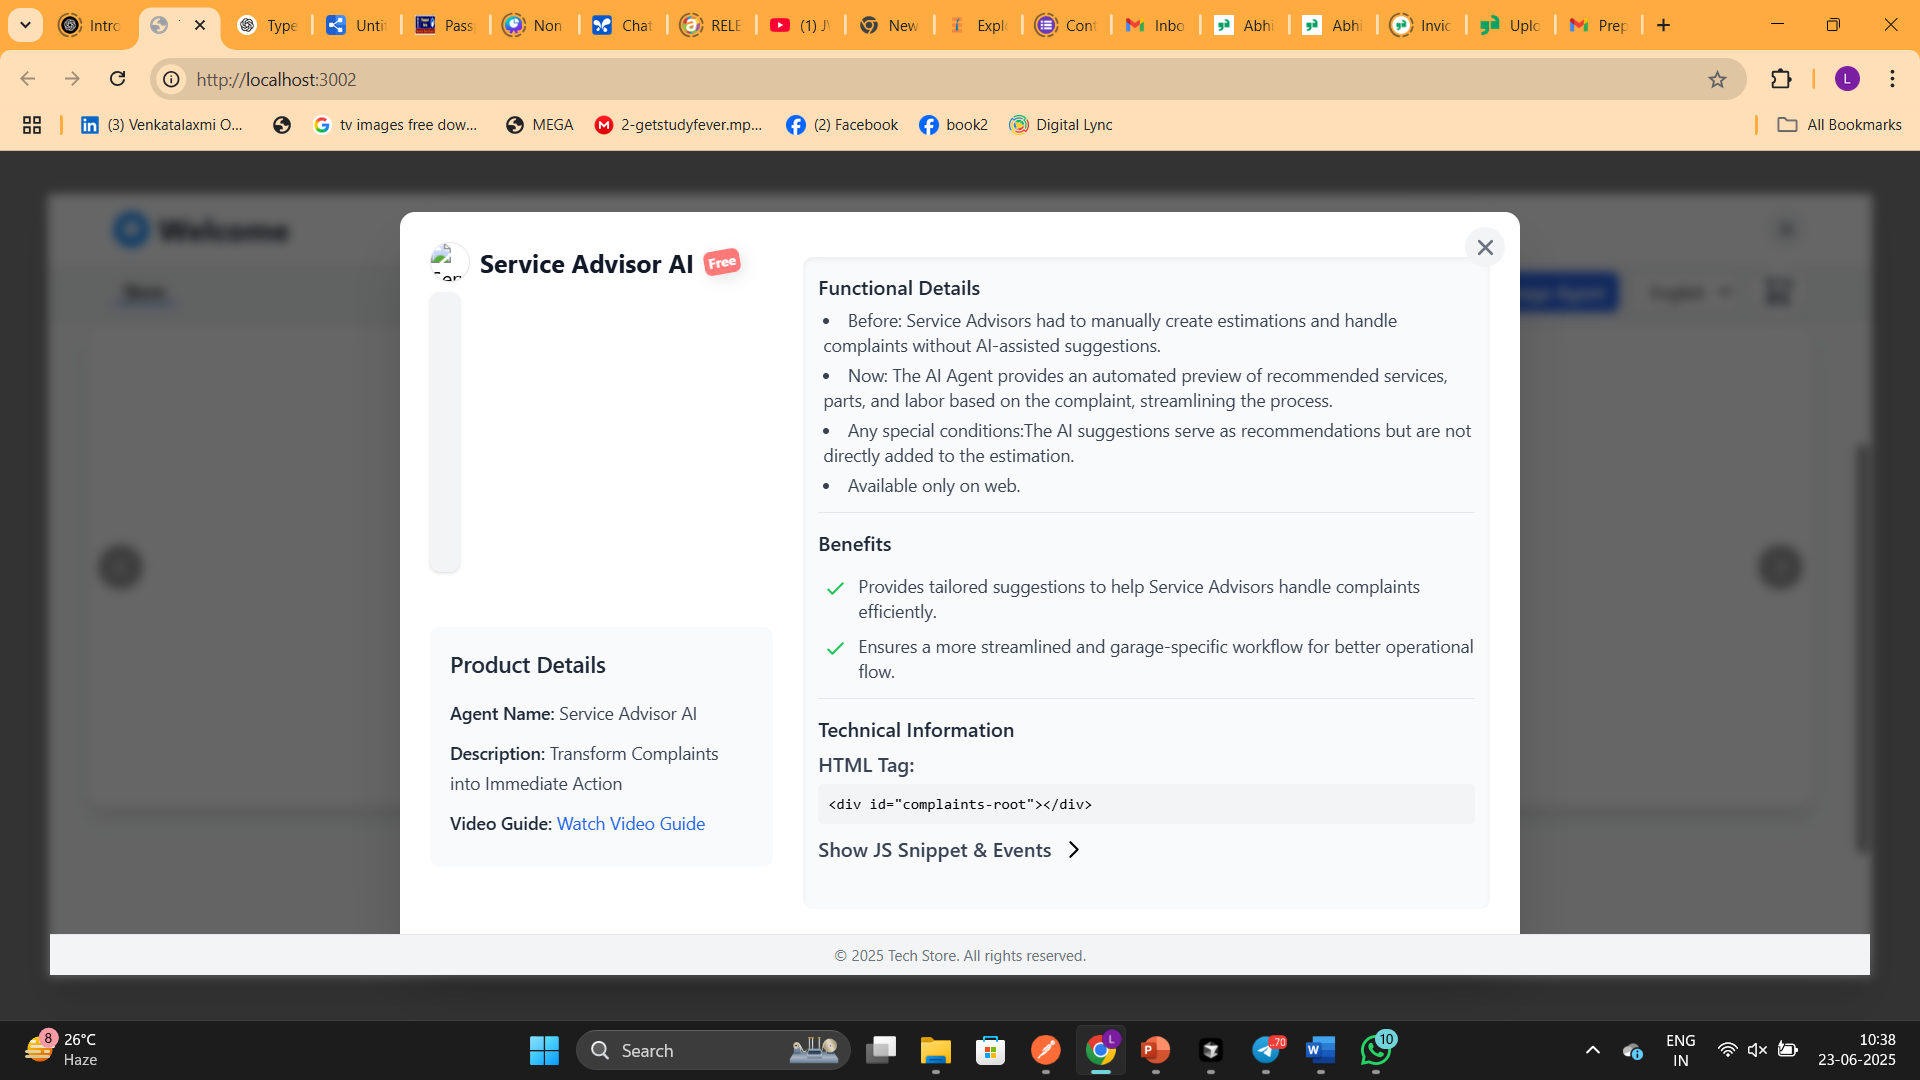 Intro
Type
Untit
Pass
Non
Chat
RELE
(1) J
New
Explo
Cont
Inbo
Abhi
Abhi
Invic
Uplo
Prep
http://localhost:3002
L
(3) Venkatalaxmi O...
tv images free dow...
MEGA
2-getstudyfever.mp...
(2) Facebook
book2
Digital Lync
All Bookmarks
Welcome
English
Service Advisor AI Free
Product Details
Agent Name: Service Advisor AI
Description: Transform Complaints
into Immediate Action
Video Guide: Watch Video Guide
Functional Details
• Before: Service Advisors had to manually create estimations and handle
complaints without AI-assisted suggestions.
• Now: The AI Agent provides an automated preview of recommended services,
parts, and labor based on the complaint, streamlining the process.
• Any special conditions:The AI suggestions serve as recommendations but are not
directly added to the estimation.
• Available only on web.
Benefits
Provides tailored suggestions to help Service Advisors handle complaints
efficiently.
Ensures a more streamlined and garage-specific workflow for better operational
flow.
Technical Information
HTML Tag:
<div id="complaints-root"></div>
Show JS Snippet & Events
© 2025 Tech Store. All rights reserved.
8
26°C
Haze
Search
L
70
10
ENG
IN
10:38
23-06-2025